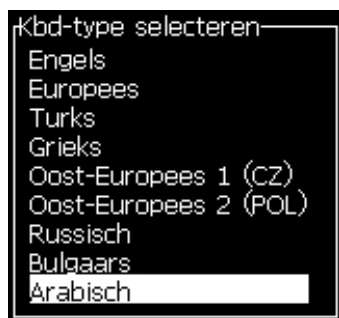 Kbd-type selecteren
Engels
Europees
Turks
Grieks
Oost-Europees 1 (CZ)
Oost-Europees 2 (POL)
Russisch
Bulgaars
Arabisch